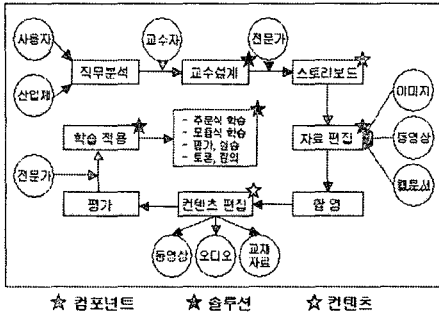 사용자
교수자
전문가
직무분석
교수설계
스토리보드
산업체
이미지
학습 적용
- 주문식 학습
- 모듈식 학습
- 평가, 실습
- 토론, 질의
자료 편집
동영상
웹문서
전문가
평가
컨텐츠 편집
촬영
동영상
오디오
교재
자료
컴포넌트
솔루션
컨텐츠